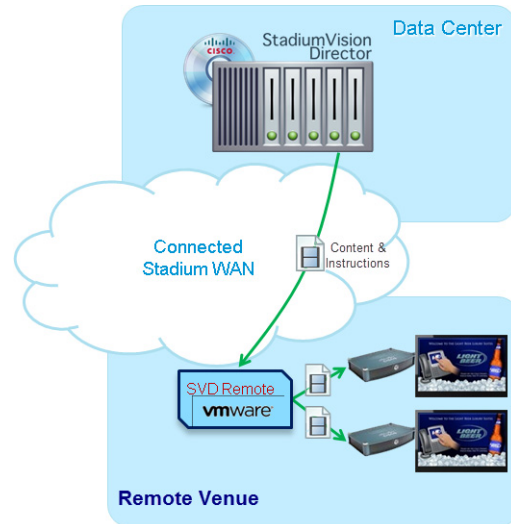 Data Center
CISCO
StadiumVision
Director
Connected
Stadium WAN
Content &
Instructions
SVD Remote
vmware
LIGHT
BEER
LIGHT
BEER
Remote Venue